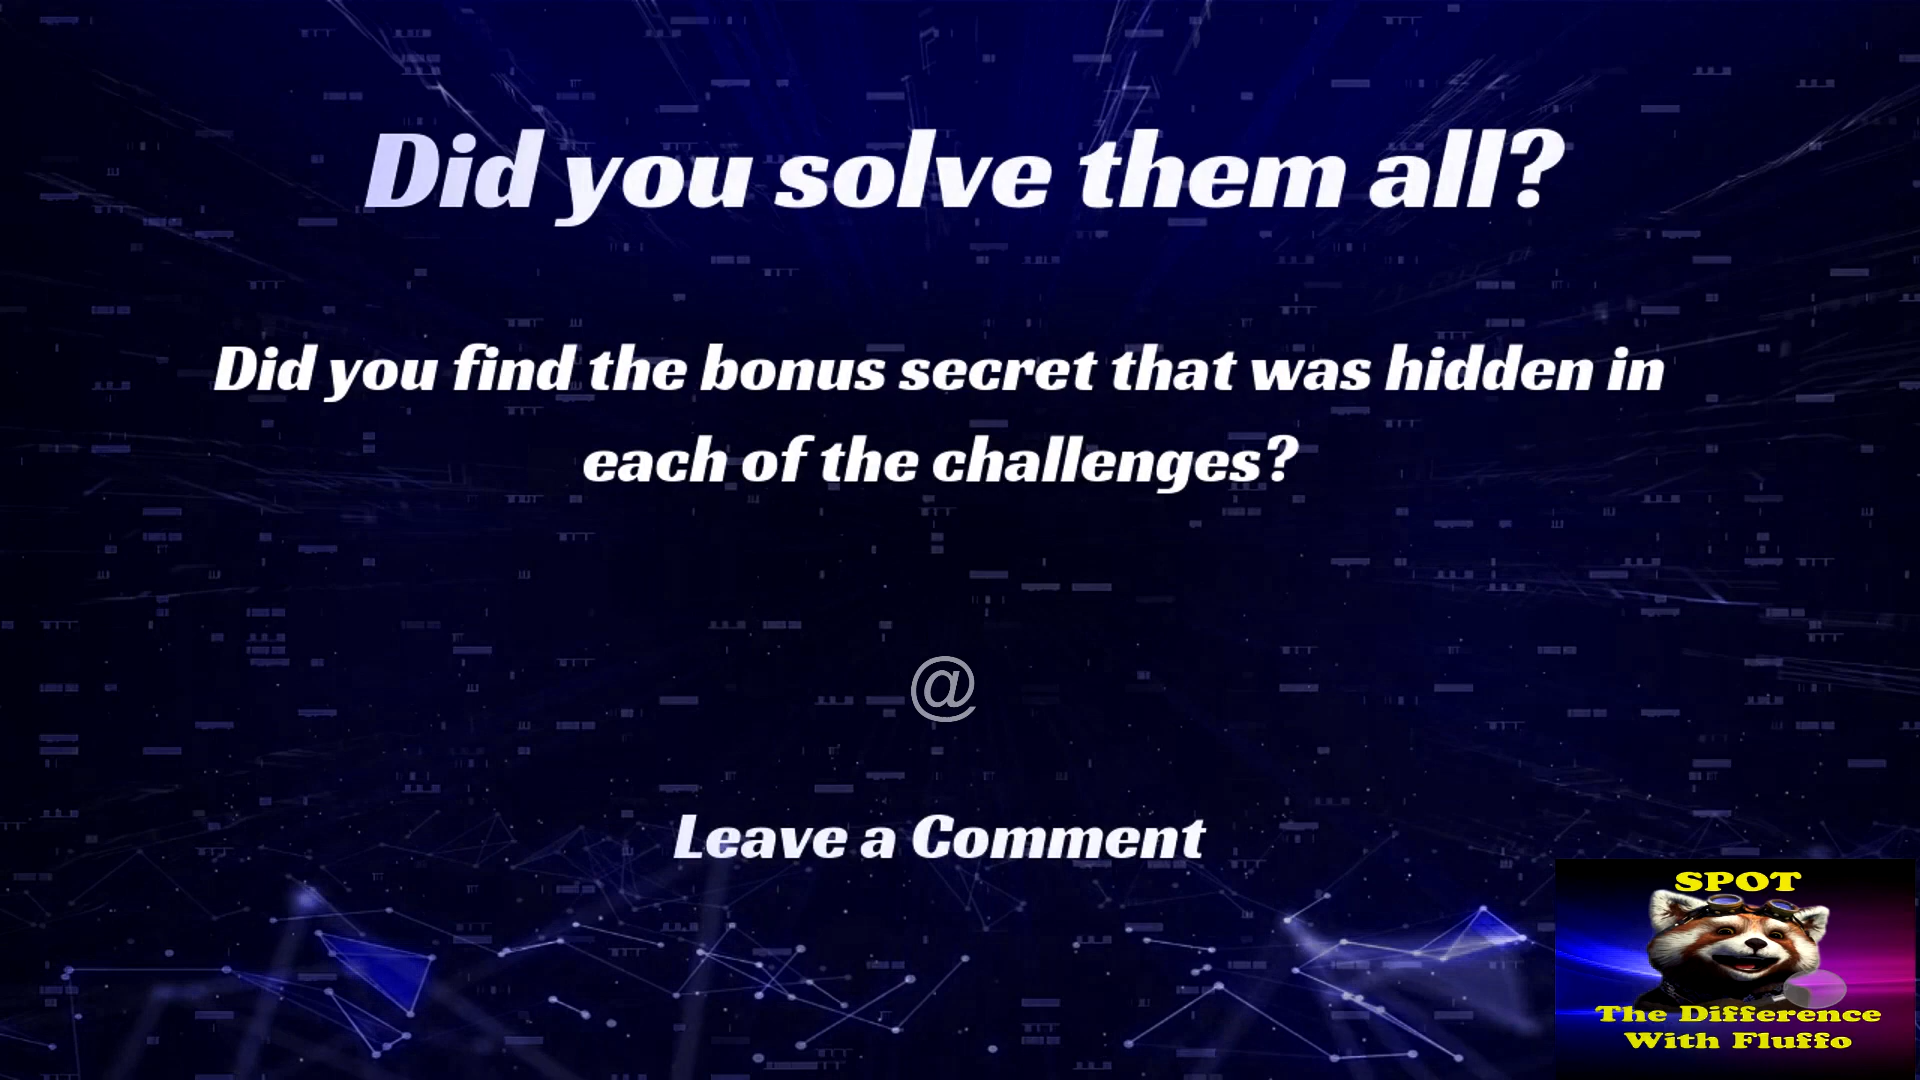 Did you solve them all?
Did you find the bonus secret that was hidden in
each of the challenges?
@
Leave a Comment
SPOT
The Difference
With Fluffo